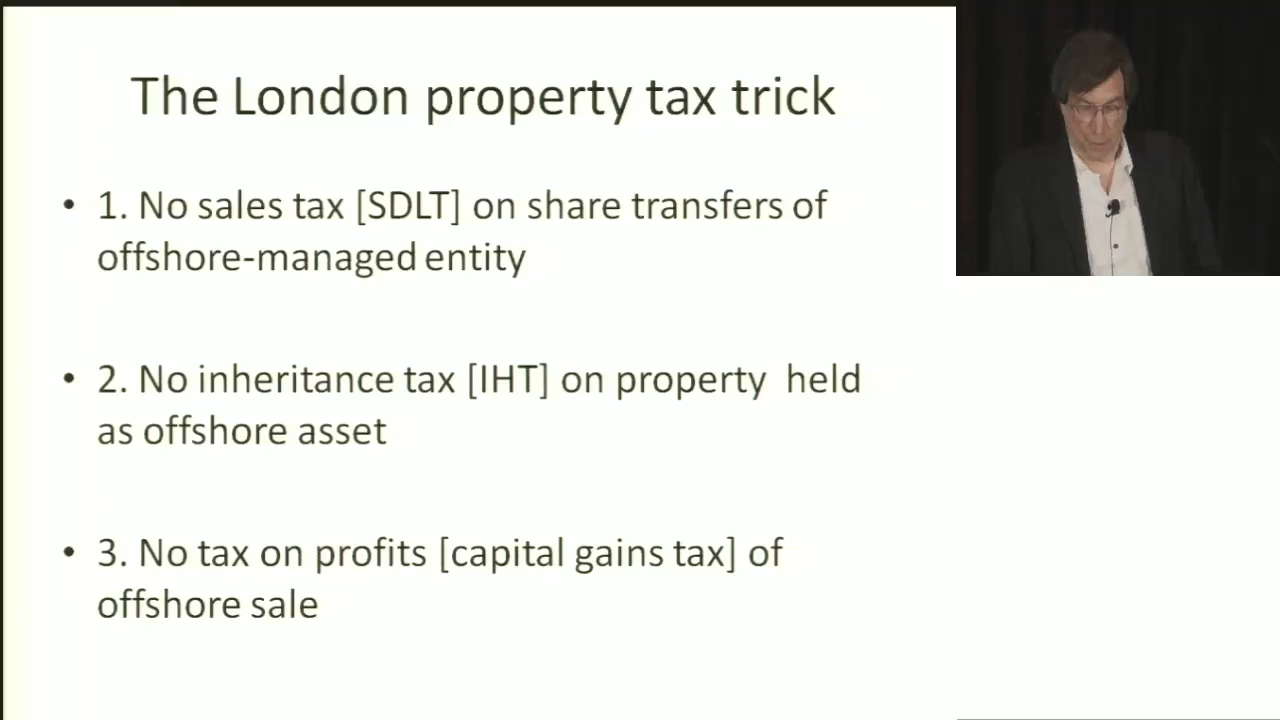 The London property tax trick
• 1. No sales tax [SDLT] on share transfers of
offshore-managed entity
• 2. No inheritance tax [IHT] on property held
as offshore asset
• 3. No tax on profits [capital gains tax] of
offshore sale